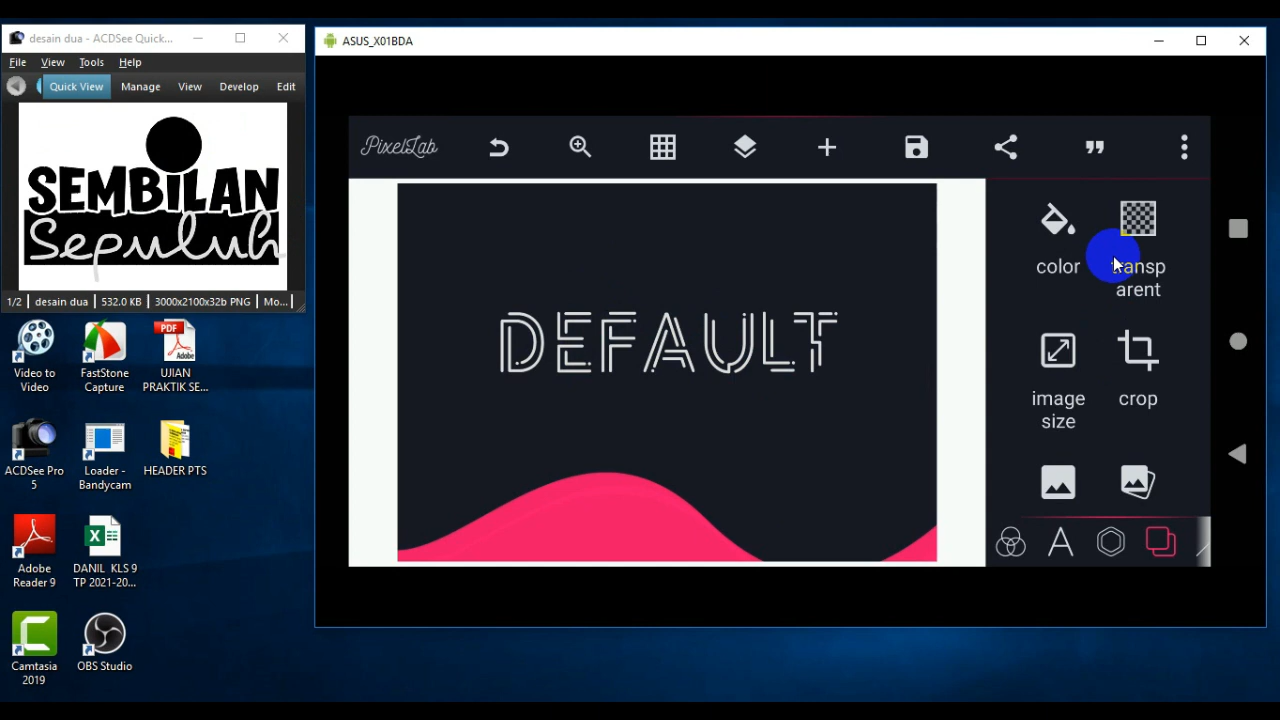 desain dua - ACDSee Quick...
File View Tools Help
Quick View Manage View Develop Edit
SEMBILAN
Sepuluh
1/2 desain dua 532.0 KB 3000x2100x32b PNG Mo...
Video to Video
FastStone Capture
UJIAN PRAKTIK SE...
PDF
Adobe
ACDSee Pro 5
Loader - Bandycam
HEADER PTS
Adobe Reader 9
DANIL KLS 9 TP 2021-20...
Camtasia 2019
OBS Studio
ASUS_X01BDA
PixelLab
DEFAULT
color
transp
arent
image
size
crop